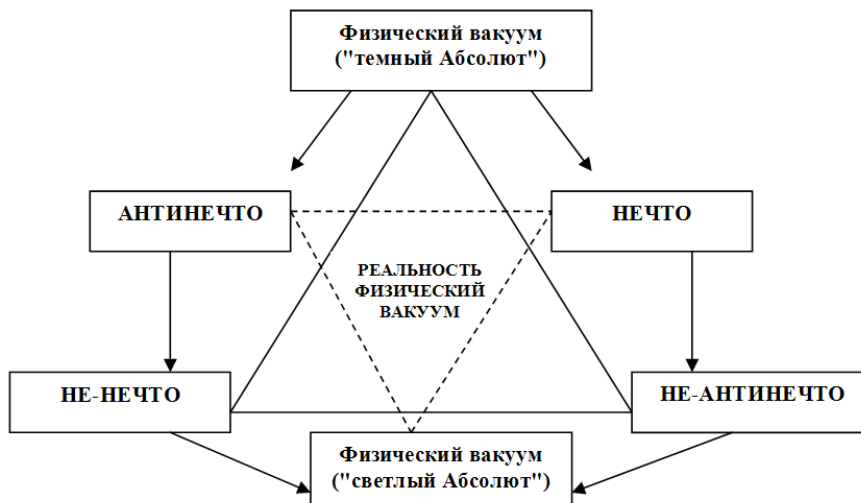 Физический вакуум
("темный Абсолют")
АНТИНЕЧТО
НЕЧТО
РЕАЛЬНОСТЬ
ФИЗИЧЕСКИЙ
ВАКУУМ
НЕ-НЕЧТО
НЕ-АНТИНЕЧТО
Физический вакуум
("светлый Абсолют")